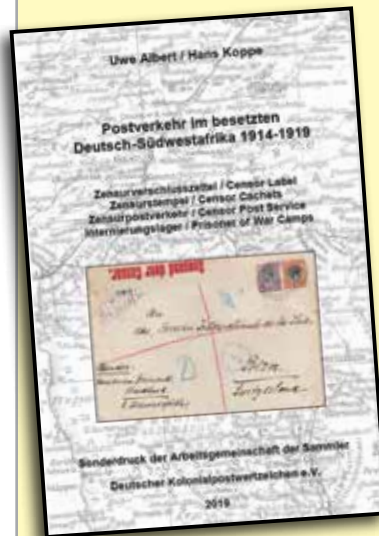 Uwe Albert / Hans Koppe
Postverkehr im besetzten
Deutsch-Südwestafrika 1914-1919
Zensurverschlusszettel / Censor Label
Zensurstempel / Censor Cachets
Zensurpostverkehr / Censor Post Service
Internierungslager / Prisoner of War Camps
An
Sonderdruck der Arbeitsgemeinschaft der Sammler
Deutscher Kolonialpostwertzeichen e.V.
2019